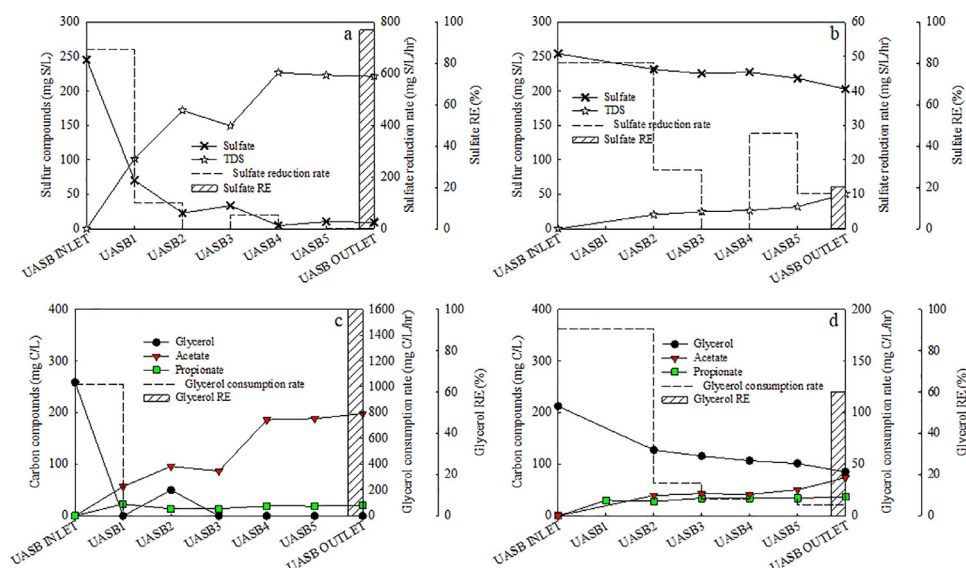 a
Sulfur compounds (mg S/L)
300
250
200
150
100
50
0
Sulfate
TDS
Sulfate reduction rate
Sulfate RE
UASB INLET
UASB1
UASB2
UASB3
UASB4
UASB5
UASB OUTLET
800
600
400
200
0
Sulfate reduction rate (mg S/L/hr)
100
80
60
40
20
0
Sulfate RE (%)
b
Sulfur compounds (mg S/L)
300
250
200
150
100
50
0
Sulfate
TDS
Sulfate reduction rate
Sulfate RE
UASB INLET
UASB1
UASB2
UASB3
UASB4
UASB5
UASB OUTLET
60
50
40
30
20
10
0
Sulfate reduction rate (mg S/L/hr)
100
80
60
40
20
0
Sulfate RE (%)
c
Carbon compounds (mg C/L)
400
300
200
100
0
Glycerol
Acetate
Propionate
Glycerol consumption rate
Glycerol RE
UASB INLET
UASB1
UASB2
UASB3
UASB4
UASB5
UASB OUTLET
1600
1400
1200
1000
800
600
400
200
0
Glycerol consumption rate (mg C/L/hr)
100
80
60
40
20
0
Glycerol RE (%)
d
Carbon compounds (mg C/L)
400
300
200
100
0
Glycerol
Acetate
Propionate
Glycerol consumption rate
Glycerol RE
UASB INLET
UASB1
UASB2
UASB3
UASB4
UASB5
UASB OUTLET
200
150
100
50
0
Glycerol consumption rate (mg C/L/hr)
100
80
60
40
20
0
Glycerol RE (%)